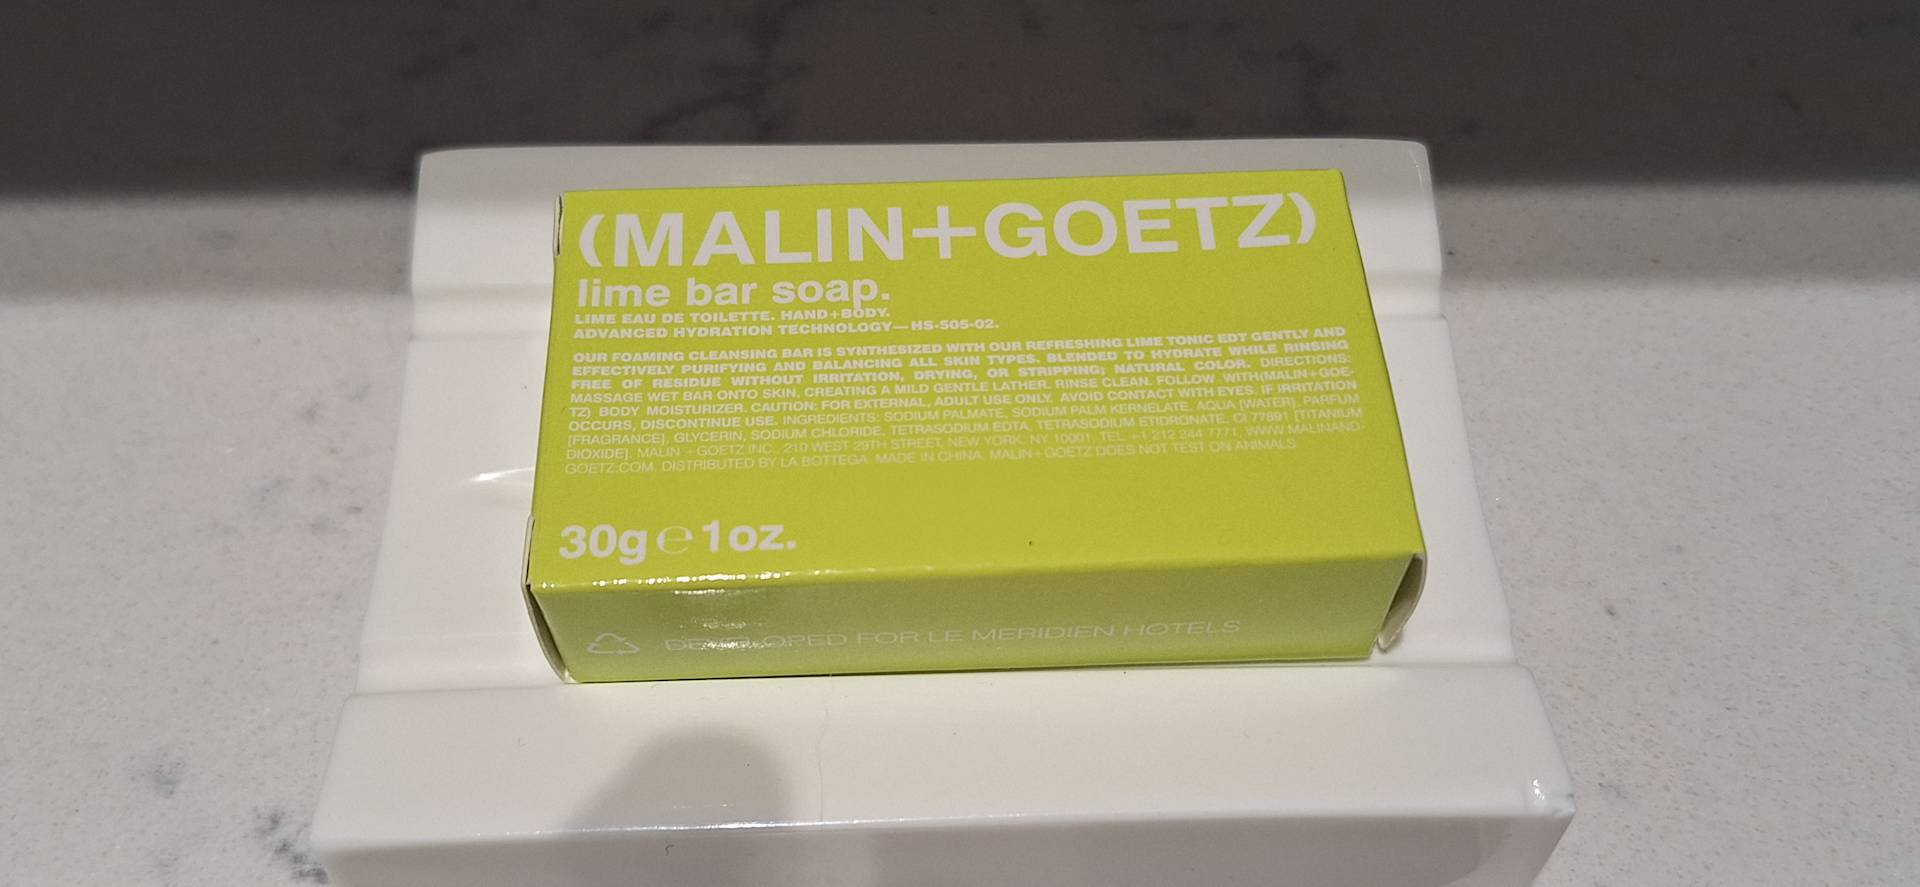 (MALIN+GOETZ)
lime bar soap.
LIME EAU DE TOILETTE. HAND+BODY.
ADVANCED HYDRATION TECHNOLOGY—HS-505-02.
OUR FOAMING CLEANSING BAR IS SYNTHESIZED WITH OUR REFRESHING LIME TONIC EDT GENTLY AND
EFFECTIVELY PURIFYING AND BALANCING ALL SKIN TYPES. BLENDED TO HYDRATE WHILE RINSING
FREE OF RESIDUE WITHOUT IRRITATION, DRYING, OR STRIPPING; NATURAL COLOR. DIRECTIONS:
MASSAGE WET BAR ONTO SKIN, CREATING A MILD GENTLE LATHER. RINSE CLEAN. FOLLOW WITH(MALIN+GOE-
TZ) BODY MOISTURIZER. CAUTION: FOR EXTERNAL, ADULT USE ONLY. AVOID CONTACT WITH EYES. IF IRRITATION
OCCURS, DISCONTINUE USE. INGREDIENTS: SODIUM PALMATE, SODIUM PALM KERNELATE, AQUA [WATER], PARFUM
[FRAGRANCE], GLYCERIN, SODIUM CHLORIDE, TETRASODIUM EDTA, TETRASODIUM ETIDRONATE, CI 77891 [TITANIUM
DIOXIDE]. MALIN +GOETZ INC., 210 WEST 29TH STREET, NEW YORK, NY 10001. TEL. +1 212 244 7771, WWW.MALINAND-
GOETZ.COM. DISTRIBUTED BY LA BOTTEGA. MADE IN CHINA, MALIN+GOETZ DOES NOT TEST ON ANIMALS
30g℮1oz.
DEVELOPED FOR LE MERIDIEN HOTELS